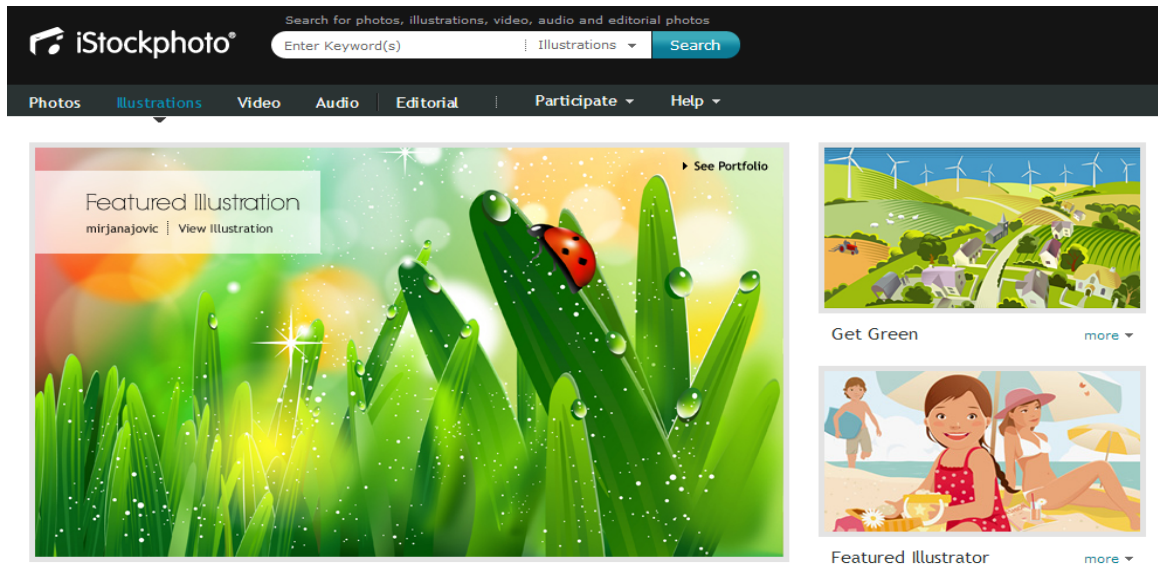 Search for photos, illustrations, video, audio and editorial photos
iStockphoto®
Enter Keyword(s) Illustrations Search
Photos Illustrations Video Audio Editorial Participate Help
See Portfolio
Featured Illustration
mirjanajovic View Illustration
Get Green more
Featured Illustrator more